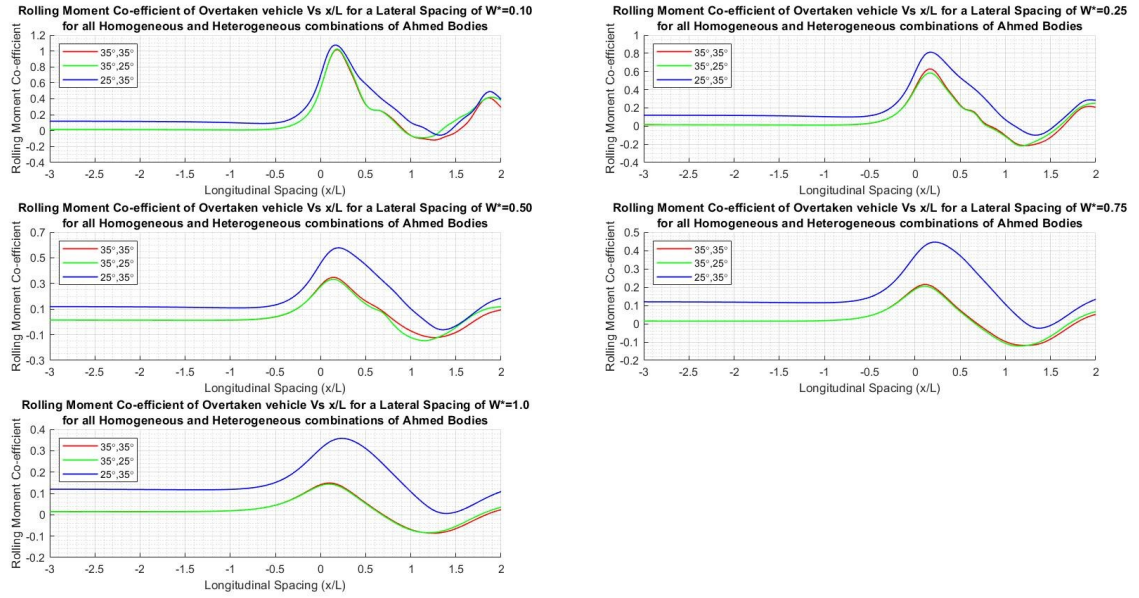 Rolling Moment Co-efficient of Overtaken vehicle Vs x/L for a Lateral Spacing of W*=0.10
for all Homogeneous and Heterogeneous combinations of Ahmed Bodies
Rolling Moment Co-efficient
1.2
1
0.8
0.6
0.4
0.2
0
-0.2
-0.4
35°,35°
35°,25°
25°,35°
-3 -2.5 -2 -1.5 -1 -0.5 0 0.5 1 1.5 2
Longitudinal Spacing (x/L)
Rolling Moment Co-efficient of Overtaken vehicle Vs x/L for a Lateral Spacing of W*=0.25
for all Homogeneous and Heterogeneous combinations of Ahmed Bodies
Rolling Moment Co-efficient
1
0.8
0.6
0.4
0.2
0
-0.2
-0.4
35°,35°
35°,25°
25°,35°
-3 -2.5 -2 -1.5 -1 -0.5 0 0.5 1 1.5 2
Longitudinal Spacing (x/L)
Rolling Moment Co-efficient of Overtaken vehicle Vs x/L for a Lateral Spacing of W*=0.50
for all Homogeneous and Heterogeneous combinations of Ahmed Bodies
Rolling Moment Co-efficient
0.7
0.5
0.3
0.1
-0.1
-0.3
35°,35°
35°,25°
25°,35°
-3 -2.5 -2 -1.5 -1 -0.5 0 0.5 1 1.5 2
Longitudinal Spacing (x/L)
Rolling Moment Co-efficient of Overtaken vehicle Vs x/L for a Lateral Spacing of W*=0.75
for all Homogeneous and Heterogeneous combinations of Ahmed Bodies
Rolling Moment Co-efficient
0.5
0.4
0.3
0.2
0.1
0
-0.1
-0.2
35°,35°
35°,25°
25°,35°
-3 -2.5 -2 -1.5 -1 -0.5 0 0.5 1 1.5 2
Longitudinal Spacing (x/L)
Rolling Moment Co-efficient of Overtaken vehicle Vs x/L for a Lateral Spacing of W*=1.0
for all Homogeneous and Heterogeneous combinations of Ahmed Bodies
Rolling Moment Co-efficient
0.4
0.3
0.2
0.1
0
-0.1
-0.2
35°,35°
35°,25°
25°,35°
-3 -2.5 -2 -1.5 -1 -0.5 0 0.5 1 1.5 2
Longitudinal Spacing (x/L)